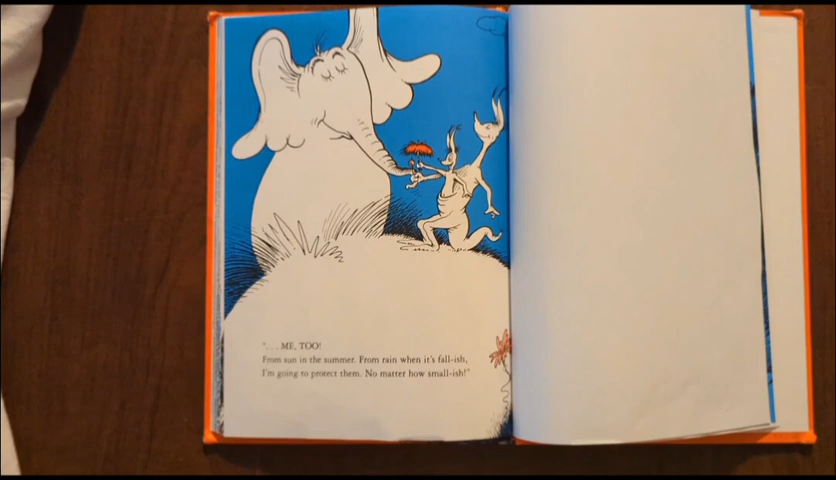 ". . . ME, TOO!
From sun in the summer. From rain when it's fall-ish,
I'm going to protect them. No matter how small-ish!"